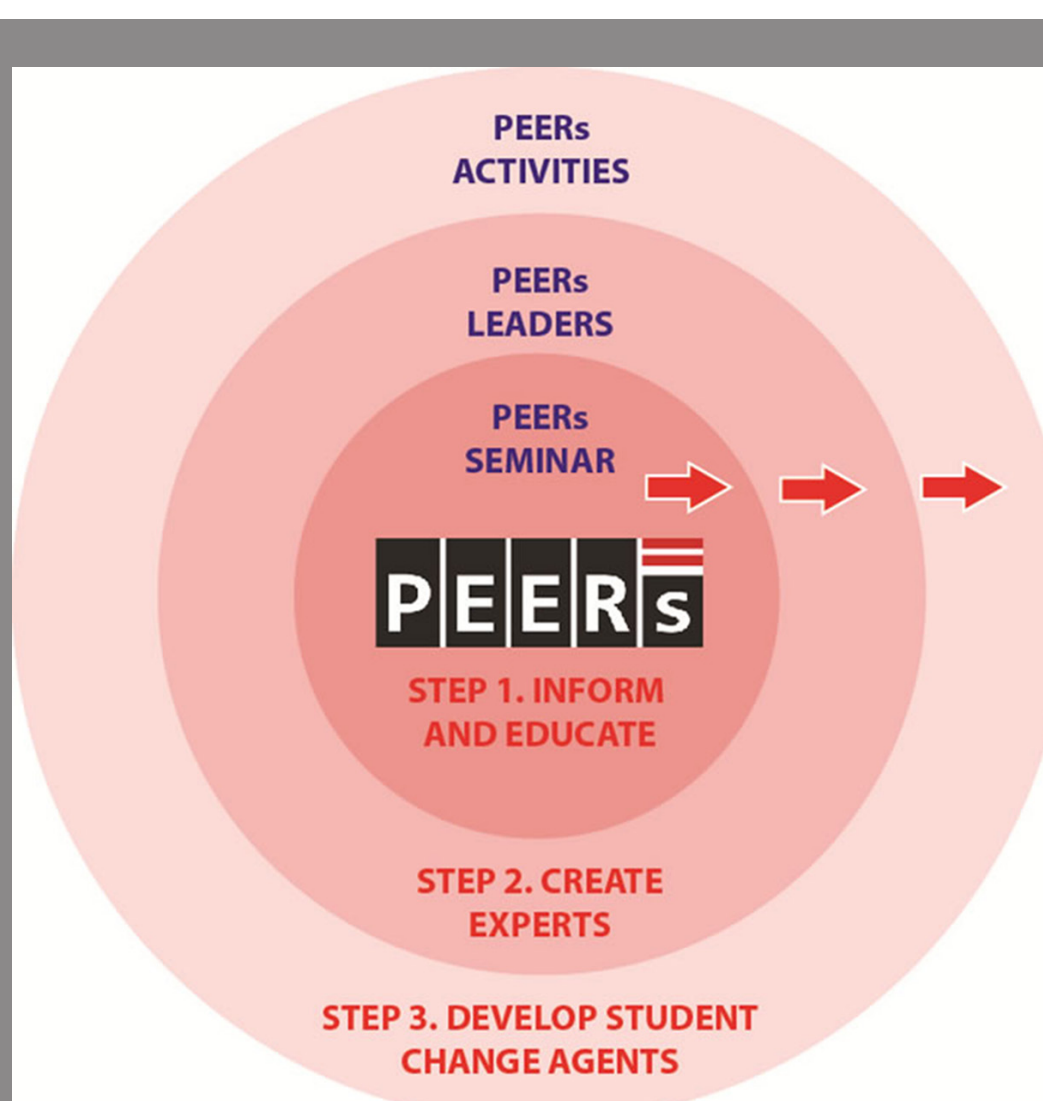 PEERs
ACTIVITIES
PEERs
LEADERS
PEERs
SEMINAR
PEERs
STEP 1. INFORM
AND EDUCATE
STEP 2. CREATE
EXPERTS
STEP 3. DEVELOP STUDENT
CHANGE AGENTS